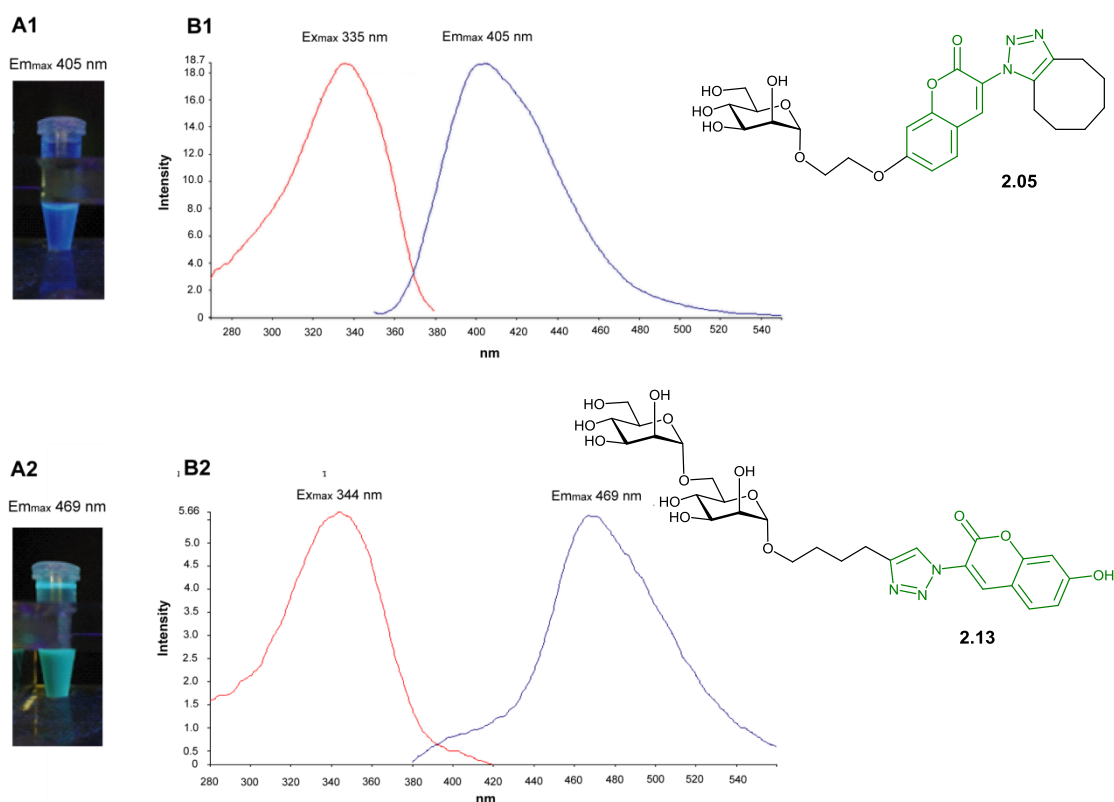 A1
Emmax 405 nm
B1
Exmax 335 nm
Emmax 405 nm
18.7
18.0
16.0
14.0
12.0
10.0
8.0
6.0
4.0
2.0
0.0
Intensity
280 300 320 340 360 380 400 420 440 460 480 500 520 540
nm
O
N=N
N
O
O
HO
OH
HO
HO
O
O
O
2.05
A2
Emmax 469 nm
B2
Exmax 344 nm
Emmax 469 nm
5.66
5.0
4.5
4.0
3.5
3.0
2.5
2.0
1.5
1.0
0.5
0
Intensity
280 300 320 340 360 380 400 420 440 460 480 500 520 540
nm
HO
OH
HO
HO
O
O
OH
HO
HO
O
O
N=N
N
O
O
OH
2.13